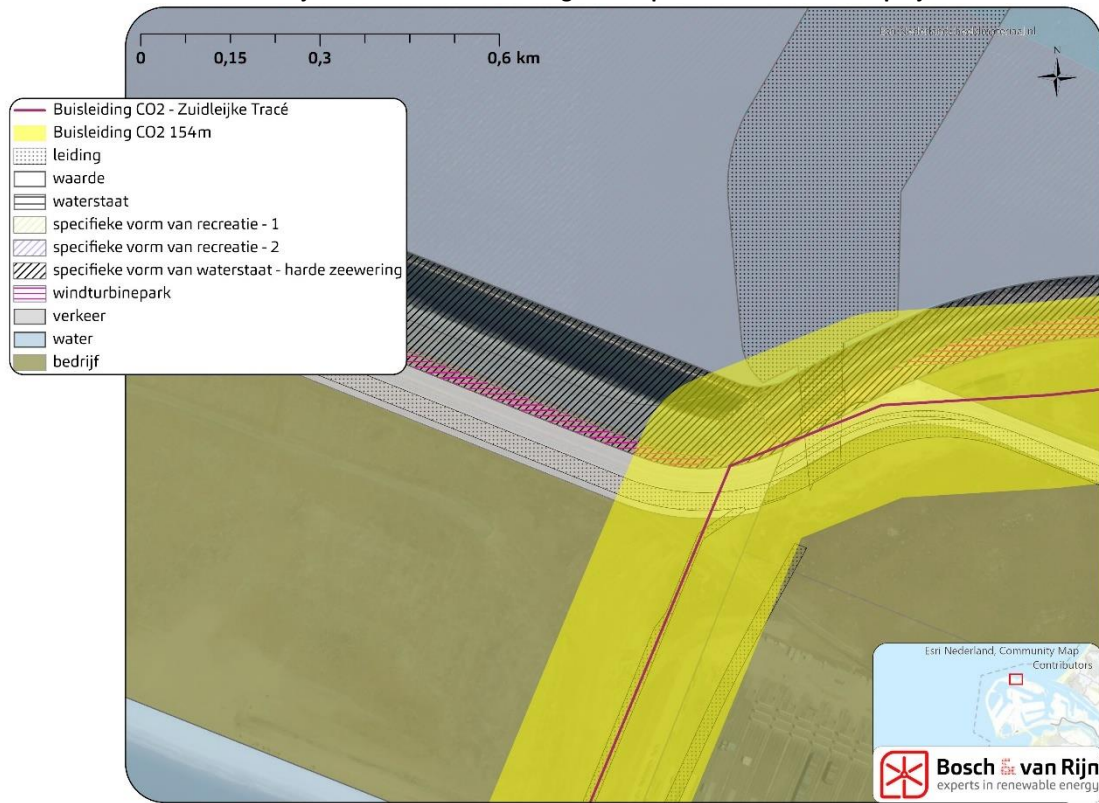 0 0,15 0,3 0,6 km
N
Buisleiding CO2 - Zuidleijke Tracé
Buisleiding CO2 154m
leiding
waarde
waterstaat
specifieke vorm van recreatie - 1
specifieke vorm van recreatie - 2
specifieke vorm van waterstaat - harde zeewering
windturbinepark
verkeer
water
bedrijf
Esri Nederland, Community Map
Contributors
Bosch & van Rijn
experts in renewable energy